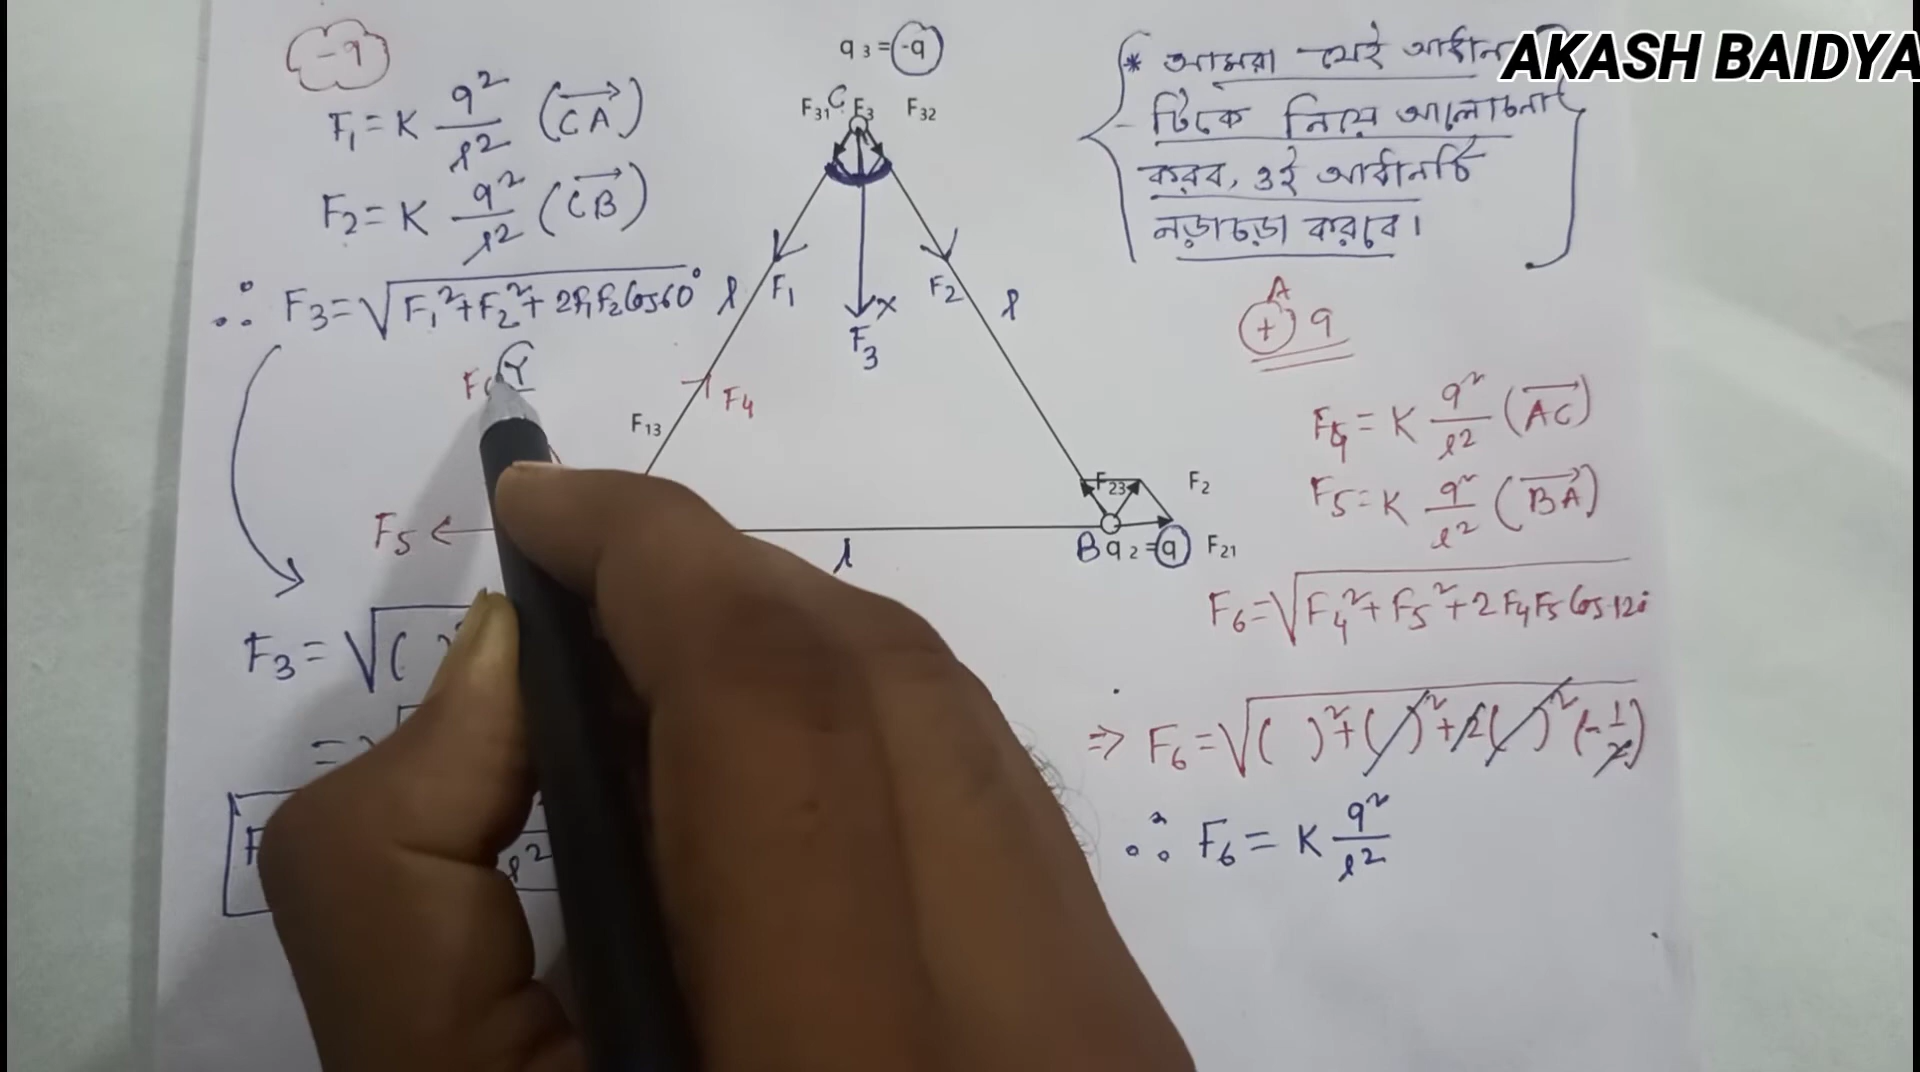 AKASH BAIDYA
-q
F₁ = K q²/l² (CA→)
F₂ = K q²/l² (CB→)
∴ F₃ = √F₁² + F₂² + 2F₁F₂ Cos60°
q₃ = -q
F₃₁ C F₃ F₃₂
* আমরা যেই
টিকে নিয়ে আলোচনা
করব, ওই আধানটি
নড়াচড়া করবে।
l F₁ F₂ l
F₃ x
Y
F₁₃ F₄
F₅
l
F₂₃ F₂
B q₂ = q F₂₁
A
+ q
F₄ = K q²/l² (AC→)
F₅ = K q²/l² (BA→)
F₆ = √F₄² + F₅² + 2F₄F₅ Cos
⇒ F₆ = √( )² + ( )² + 2( )² (-1/2)
∴ F₆ = K q²/l²
F₃ = √(
=
F
l²